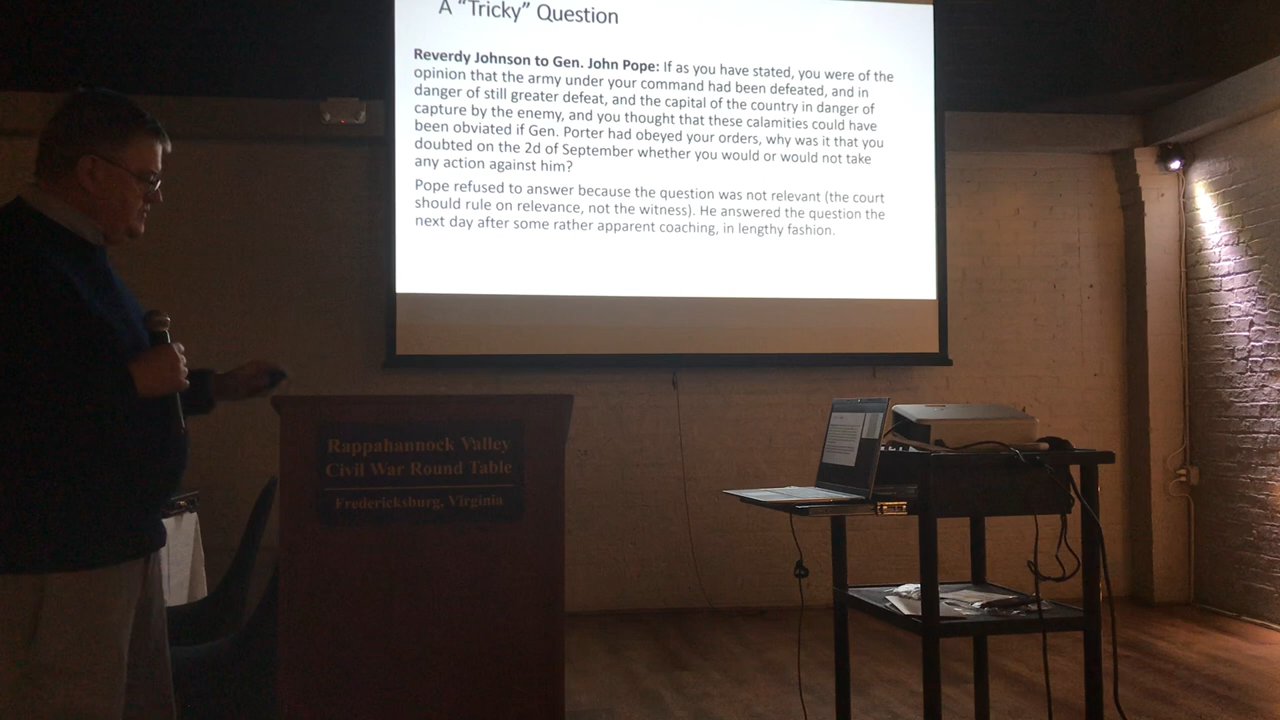 A “Tricky” Question
Reverdy Johnson to Gen. John Pope: If as you have stated, you were of the
opinion that the army under your command had been defeated, and in
danger of still greater defeat, and the capital of the country in danger of
capture by the enemy, and you thought that these calamities could have
been obviated if Gen. Porter had obeyed your orders, why was it that you
doubted on the 2d of September whether you would or would not take
any action against him?
Pope refused to answer because the question was not relevant (the court
should rule on relevance, not the witness). He answered the question the
next day after some rather apparent coaching, in lengthy fashion.
Rappahannock Valley
Civil War Round Table
Fredericksburg, Virginia